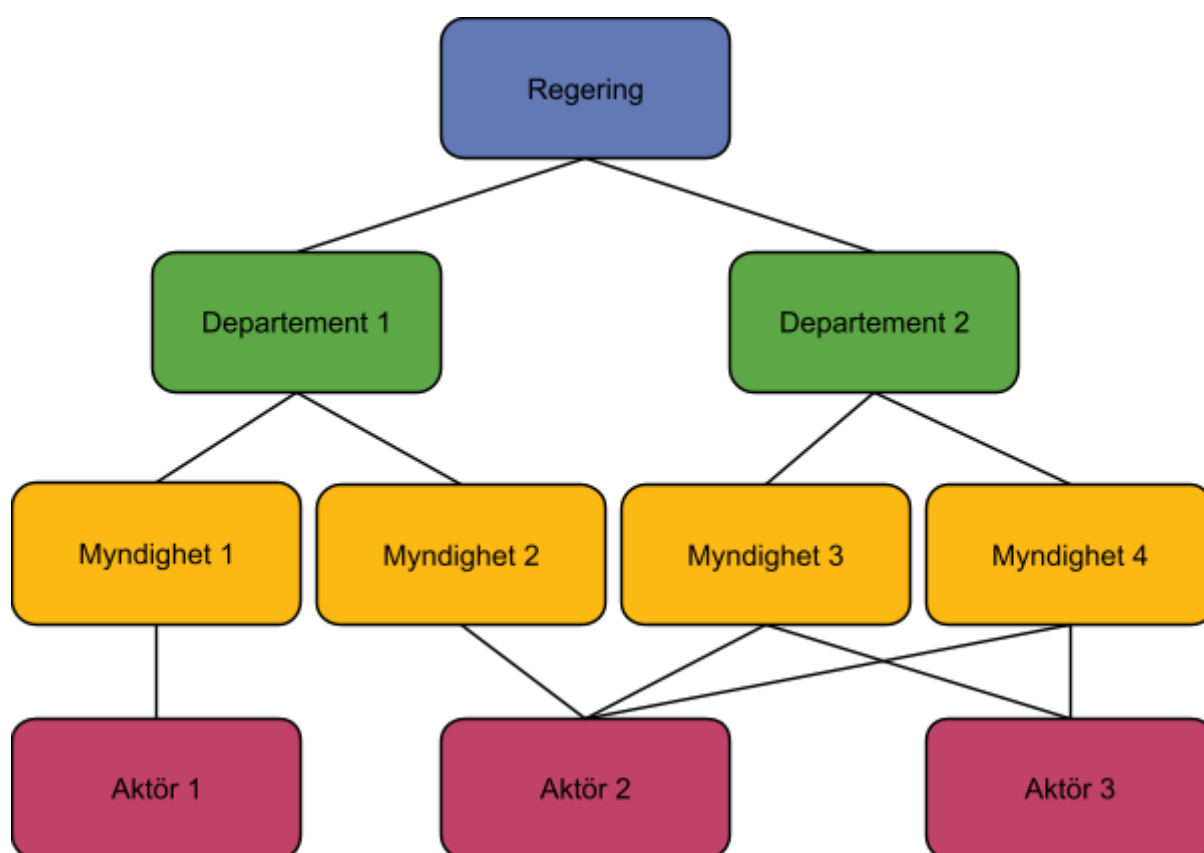 Regering
Departement 1
Departement 2
Myndighet 1
Myndighet 2
Myndighet 3
Myndighet 4
Aktör 1
Aktör 2
Aktör 3